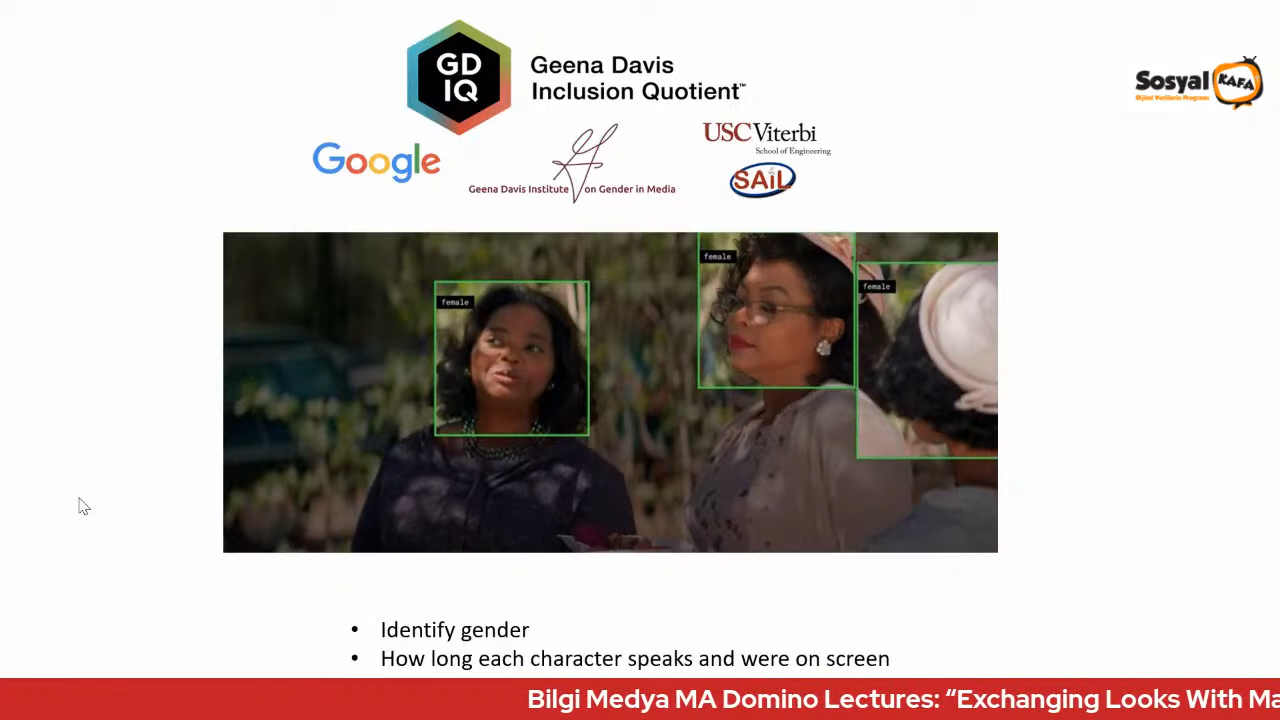 GD
IQ
Geena Davis
Inclusion Quotient™
Sosyal KAFA
Google
Geena Davis Institute on Gender in Media
USC Viterbi
School of Engineering
SAiL
female
female
female
• Identify gender
• How long each character speaks and were on screen
Bilgi Medya MA Domino Lectures: “Exchanging Looks With Ma